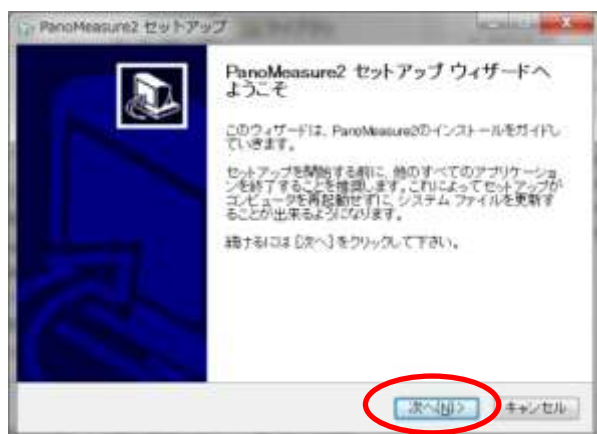 PanoMeasure2 セットアップ
PanoMeasure2 セットアップ ウィザードへ
ようこそ
このウィザードは、PanoMeasure2のインストールをガイドし
ていきます。
セットアップを開始する前に、他のすべてのアプリケーショ
ンを終了することを推奨します。これによってセットアップが
コンピュータを再起動せずに、システム ファイルを更新す
ることが出来るようになります。
続けるには [次へ] をクリックして下さい。
次へ(N) >
キャンセル